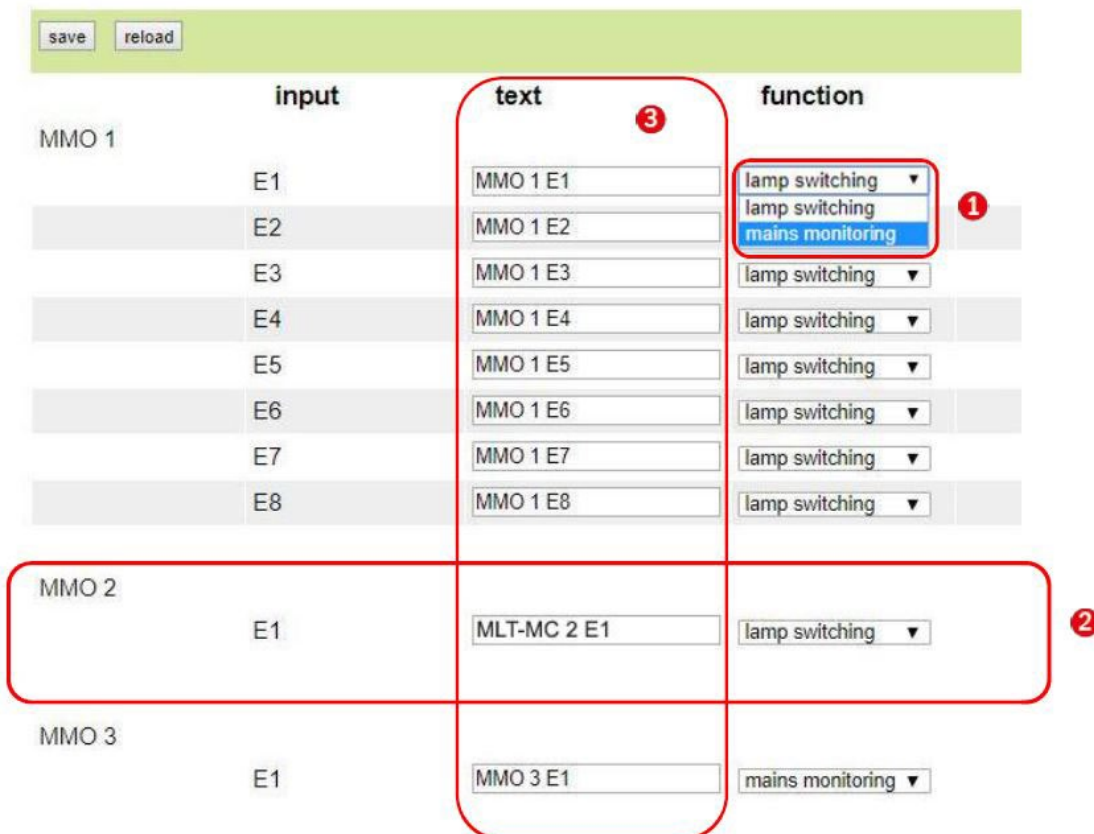 save reload
input text function
3
MMO 1
E1 MMO 1 E1 lamp switching ▼
lamp switching
1
E2 MMO 1 E2 mains monitoring
E3 MMO 1 E3 lamp switching ▼
E4 MMO 1 E4 lamp switching ▼
E5 MMO 1 E5 lamp switching ▼
E6 MMO 1 E6 lamp switching ▼
E7 MMO 1 E7 lamp switching ▼
E8 MMO 1 E8 lamp switching ▼
MMO 2
E1 MLT-MC 2 E1 lamp switching ▼ 2
MMO 3
E1 MMO 3 E1 mains monitoring ▼